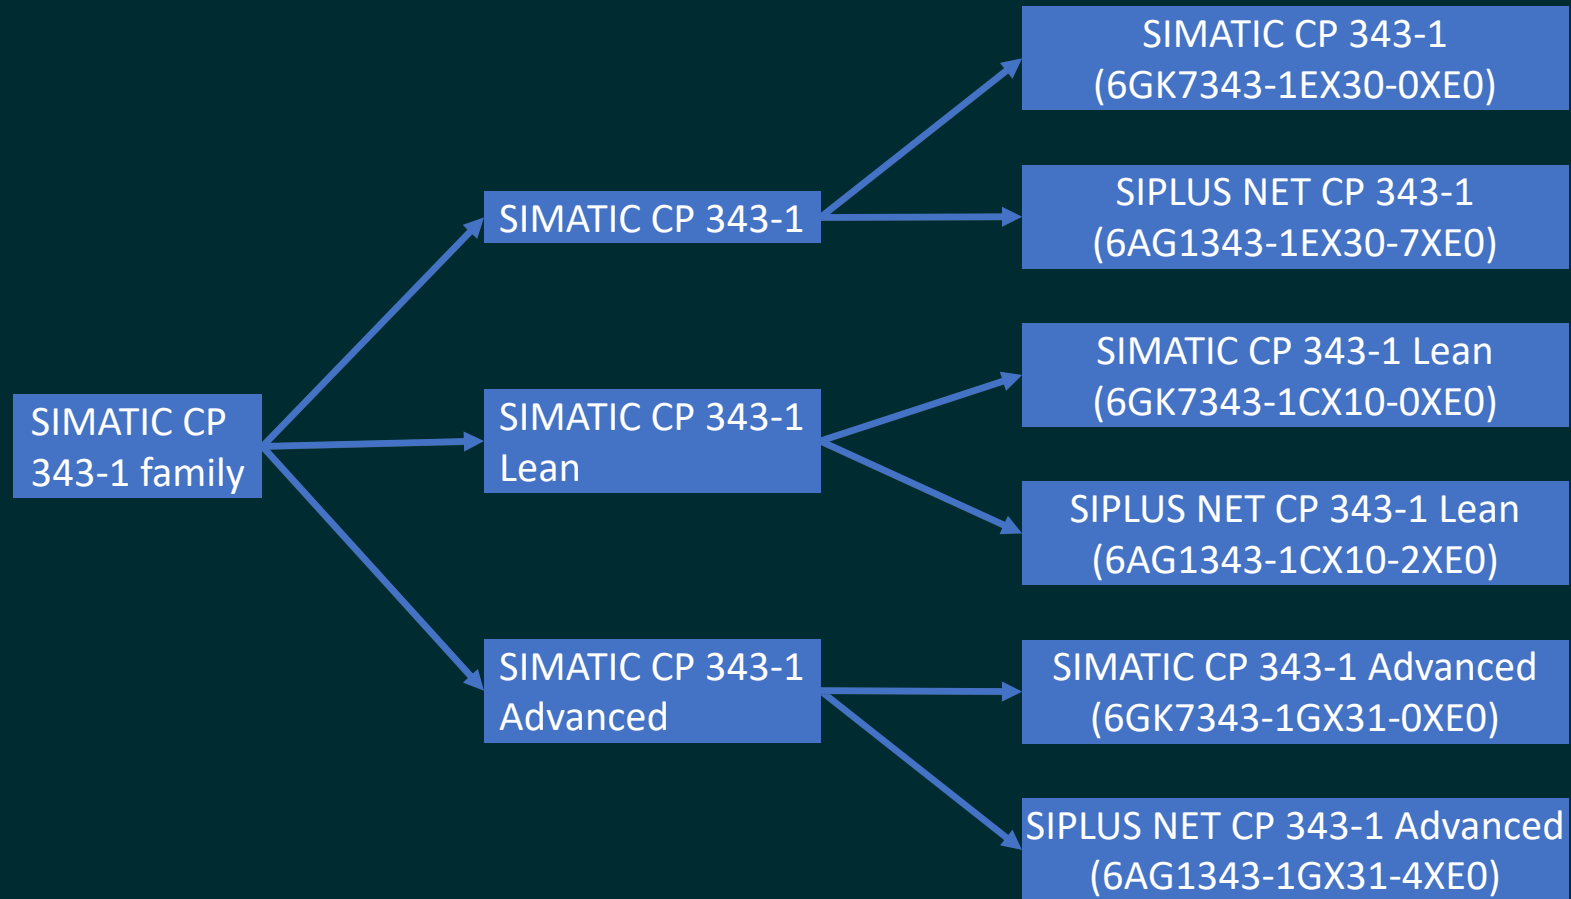 SIMATIC CP
343-1 family
SIMATIC CP 343-1
SIMATIC CP 343-1
Lean
SIMATIC CP 343-1
Advanced
SIMATIC CP 343-1
(6GK7343-1EX30-0XE0)
SIPLUS NET CP 343-1
(6AG1343-1EX30-7XE0)
SIMATIC CP 343-1 Lean
(6GK7343-1CX10-0XE0)
SIPLUS NET CP 343-1 Lean
(6AG1343-1CX10-2XE0)
SIMATIC CP 343-1 Advanced
(6GK7343-1GX31-0XE0)
SIPLUS NET CP 343-1 Advanced
(6AG1343-1GX31-4XE0)